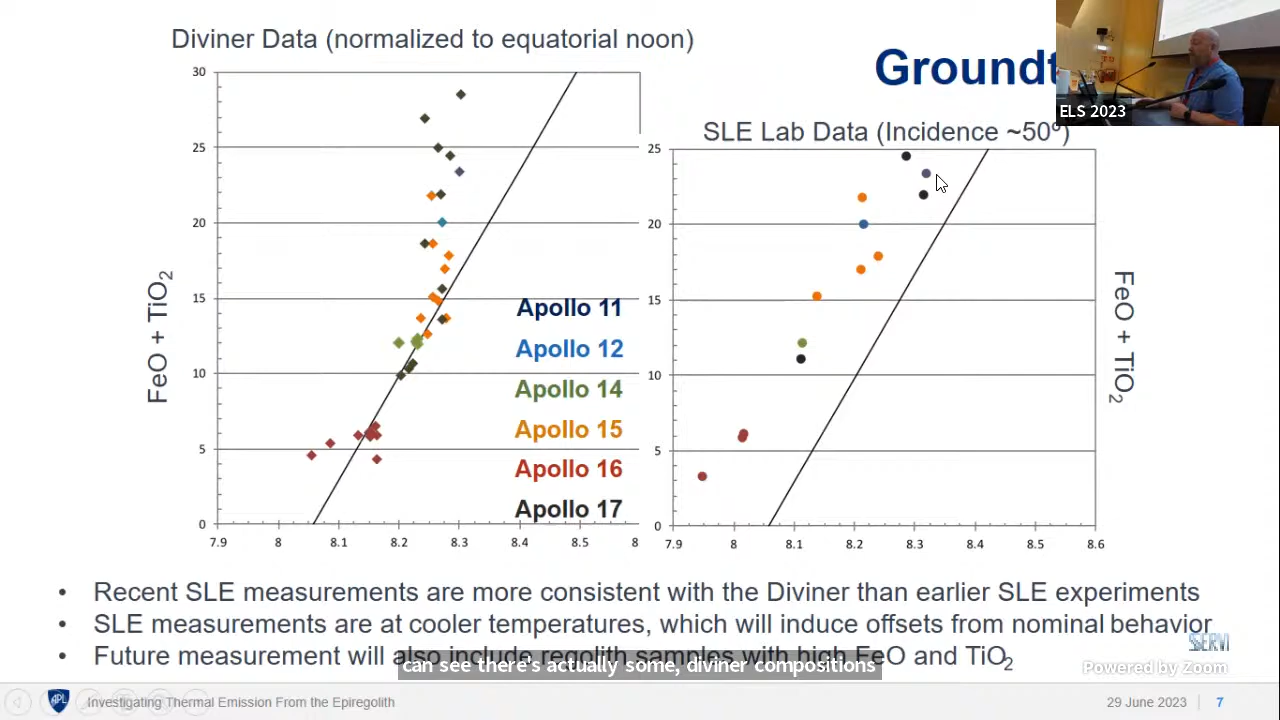 Diviner Data (normalized to equatorial noon)
Ground
ELS 2023
SLE Lab Data (Incidence ~50º)
30
25
20
15
10
5
0
FeO + TiO2
7.9
8
8.1
8.2
8.3
8.4
8.5
8
Apollo 11
Apollo 12
Apollo 14
Apollo 15
Apollo 16
Apollo 17
25
20
15
10
5
0
7.9
8
8.1
8.2
8.3
8.4
8.5
8.6
FeO + TiO2
• Recent SLE measurements are more consistent with the Diviner than earlier SLE experiments
• SLE measurements are at cooler temperatures, which will induce offsets from nominal behavior
• Future measurement will also include regolith samples with high FeO and TiO2
can see there's actually some, diviner compositions
SSERVI
Powered by Zoom
APL
Investigating Thermal Emission From the Epiregolith
29 June 2023
7